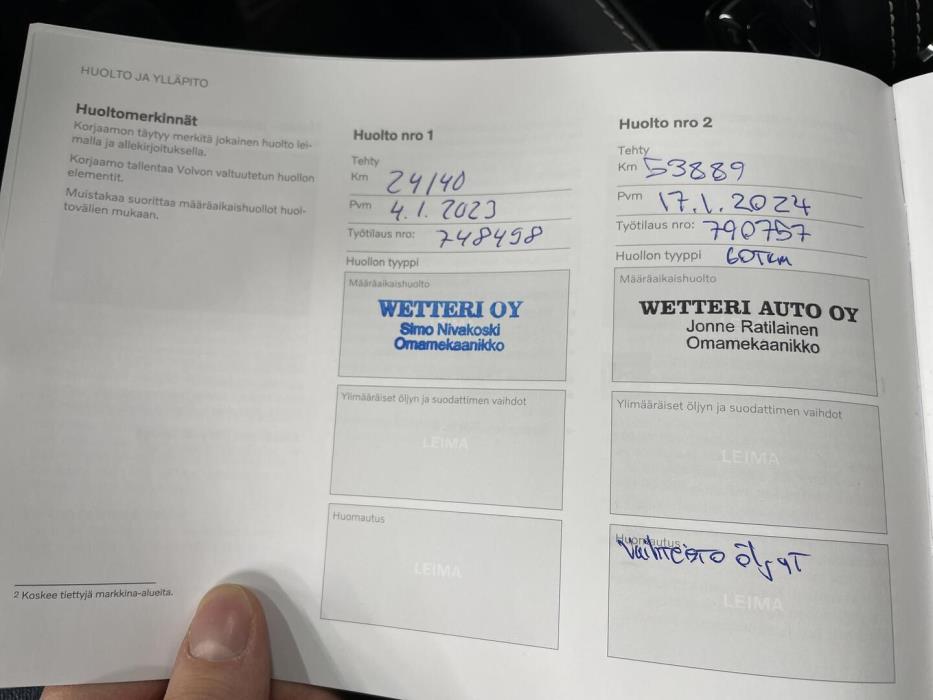 HUOLTO JA YLLÄPITO
Huoltomerkinnät
Korjaamon täytyy merkitä jokainen huolto lei-
malla ja allekirjoituksella.
Korjaamo tallentaa Volvon valtuutetun huollon
elementit.
Muistakaa suorittaa määräaikaishuollot huol-
tovälien mukaan.
2 Koskee tiettyjä markkina-alueita.
Huolto nro 1
Tehty
Km 24140
Pvm 4.1.2023
Työtilaus nro: 748498
Huollon tyyppi
Määräaikaishuolto
WETTERI OY
Simo Nivakoski
Omamekaanikko
Ylimääräiset öljyn ja suodattimen vaihdot
LEIMA
Huomautus
LEIMA
Huolto nro 2
Tehty
Km 53889
Pvm 17.1.2024
Työtilaus nro: 790757
Huollon tyyppi 60Tkm
Määräaikaishuolto
WETTERI AUTO OY
Jonne Ratilainen
Omamekaanikko
Ylimääräiset öljyn ja suodattimen vaihdot
LEIMA
Huomautus
Vaihteisto öljyt
LEIMA